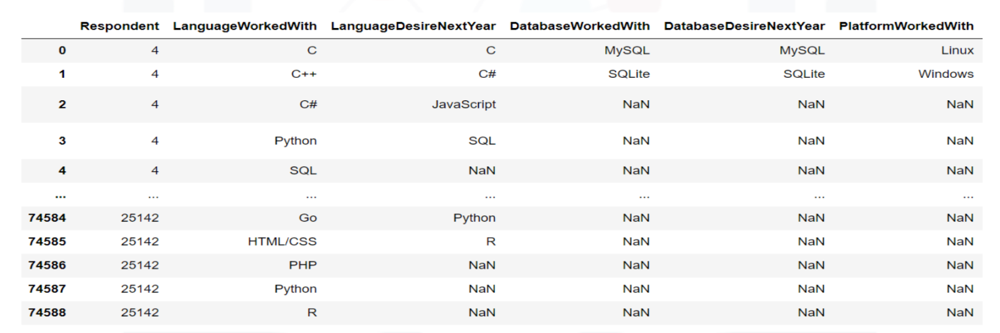 Respondent LanguageWorkedWith LanguageDesireNextYear DatabaseWorkedWith DatabaseDesireNextYear PlatformWorkedWith
0 4 C C MySQL MySQL Linux
1 4 C++ C# SQLite SQLite Windows
2 4 C# JavaScript NaN NaN NaN
3 4 Python SQL NaN NaN NaN
4 4 SQL NaN NaN NaN NaN
... ... ... ... ... ... ...
74584 25142 Go Python NaN NaN NaN
74585 25142 HTML/CSS R NaN NaN NaN
74586 25142 PHP NaN NaN NaN NaN
74587 25142 Python NaN NaN NaN NaN
74588 25142 R NaN NaN NaN NaN